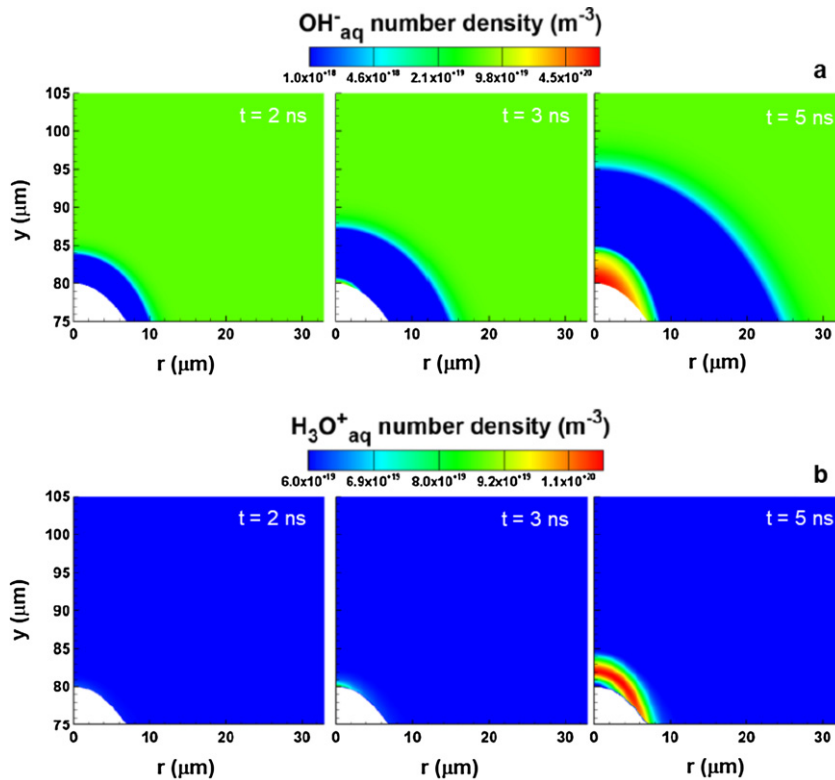 OH⁻aq number density (m⁻³)
a
1.0x10⁺¹⁸ 4.6x10⁺¹⁸ 2.1x10⁺¹⁹ 9.8x10⁺¹⁹ 4.5x10⁺²⁰
t = 2 ns t = 3 ns t = 5 ns
105
100
95
90
85
80
75
y (μm)
0 10 20 30 0 10 20 30 0 10 20 30
r (μm) r (μm) r (μm)
H₃O⁺aq number density (m⁻³)
b
6.0x10⁺¹⁹ 6.9x10⁺¹⁹ 8.0x10⁺¹⁹ 9.2x10⁺¹⁹ 1.1x10⁺²⁰
t = 2 ns t = 3 ns t = 5 ns
105
100
95
90
85
80
75
y (μm)
0 10 20 30 0 10 20 30 0 10 20 30
r (μm) r (μm) r (μm)